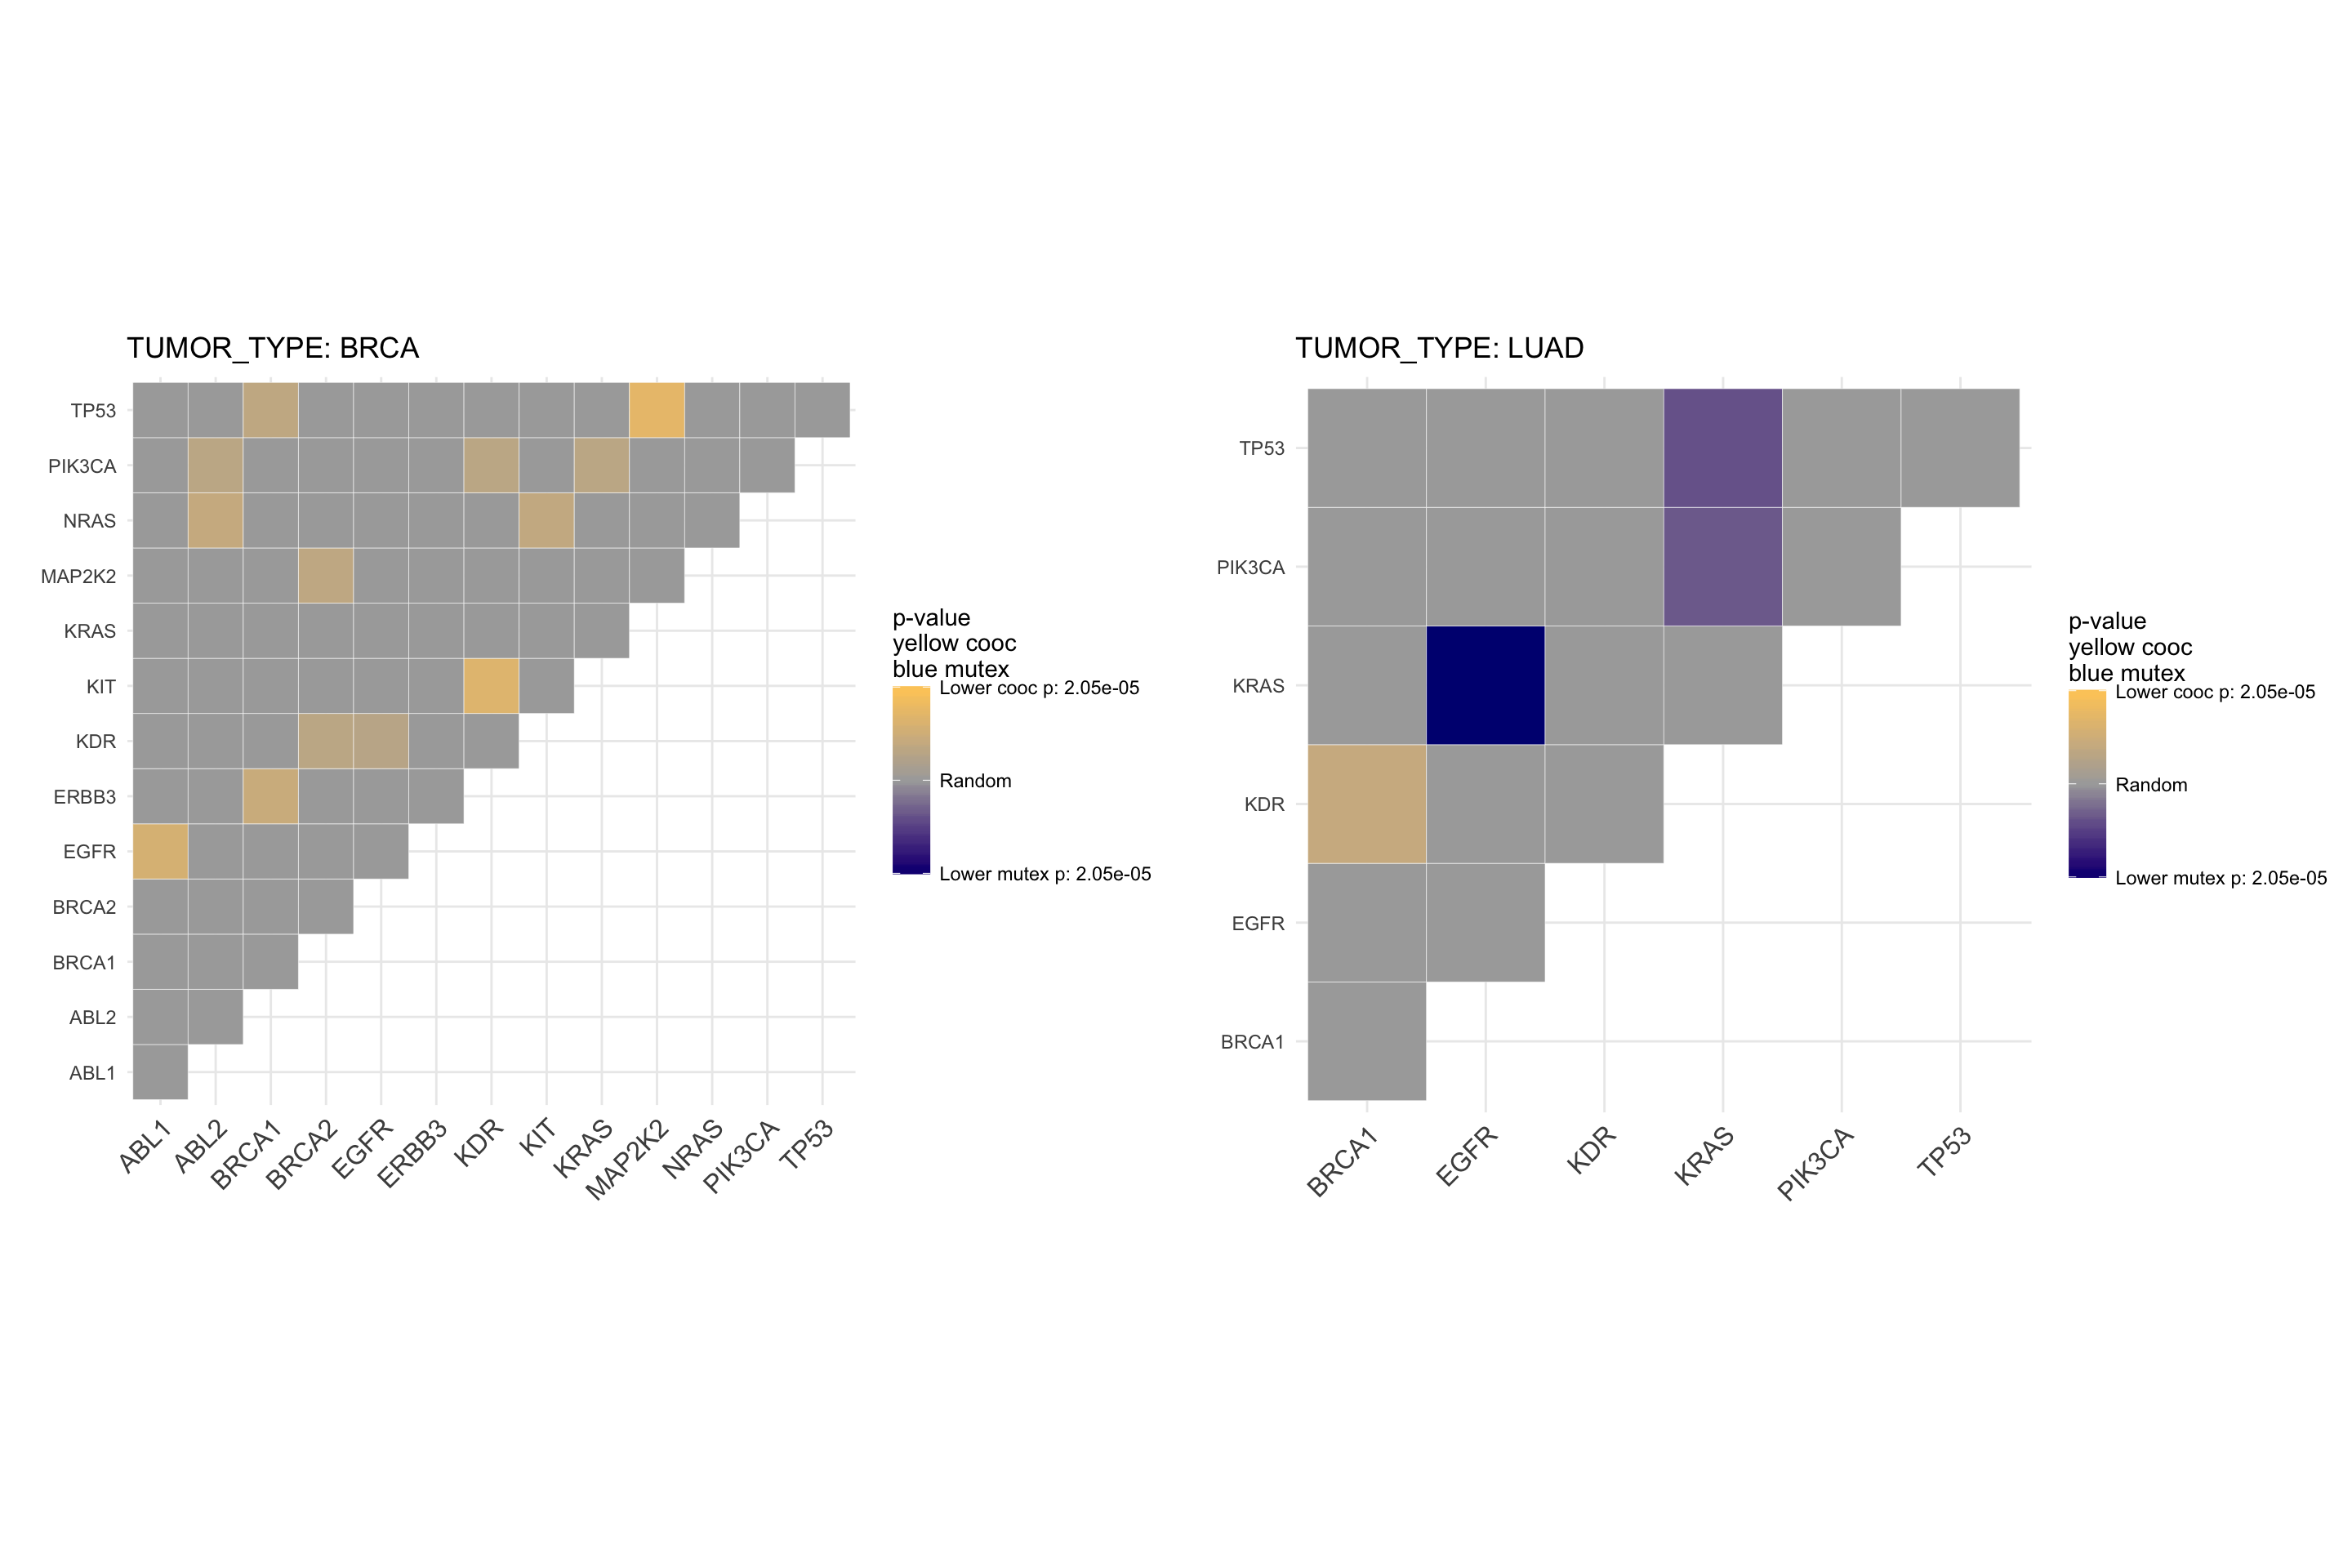 TUMOR_TYPE: BRCA
TP53
PIK3CA
NRAS
MAP2K2
KRAS
KIT
KDR
ERBB3
EGFR
BRCA2
BRCA1
ABL2
ABL1
ABL1
ABL2
BRCA1
BRCA2
EGFR
ERBB3
KDR
KIT
KRAS
MAP2K2
NRAS
PIK3CA
TP53
p-value
yellow cooc
blue mutex
Lower cooc p: 2.05e-05
Random
Lower mutex p: 2.05e-05
TUMOR_TYPE: LUAD
TP53
PIK3CA
KRAS
KDR
EGFR
BRCA1
BRCA1
EGFR
KDR
KRAS
PIK3CA
TP53
p-value
yellow cooc
blue mutex
Lower cooc p: 2.05e-05
Random
Lower mutex p: 2.05e-05